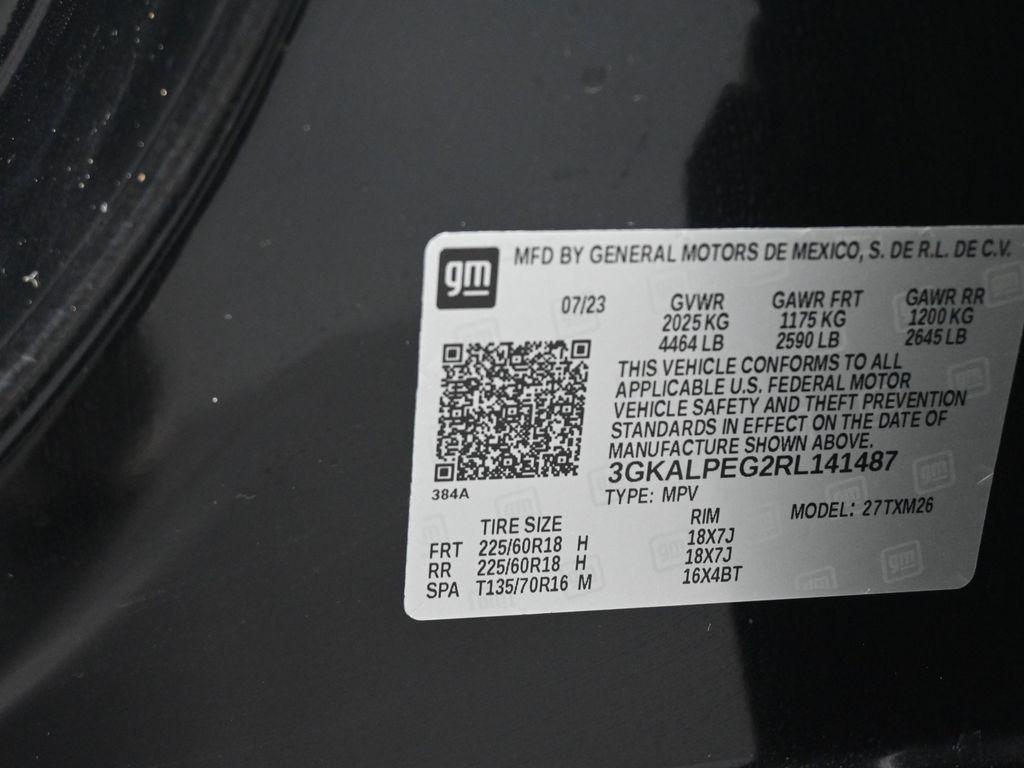 gm
MFD BY GENERAL MOTORS DE MEXICO, S. DE R.L. DE C.V.
07/23 GVWR GAWR FRT GAWR RR
2025 KG 1175 KG 1200 KG
4464 LB 2590 LB 2645 LB
THIS VEHICLE CONFORMS TO ALL
APPLICABLE U.S. FEDERAL MOTOR
VEHICLE SAFETY AND THEFT PREVENTION
STANDARDS IN EFFECT ON THE DATE OF
MANUFACTURE SHOWN ABOVE.
3GKALPEG2RL141487
384A
TYPE: MPV
MODEL: 27TXM26
TIRE SIZE RIM
FRT 225/60R18 H 18X7J
RR 225/60R18 H 18X7J
SPA T135/70R16 M 16X4BT